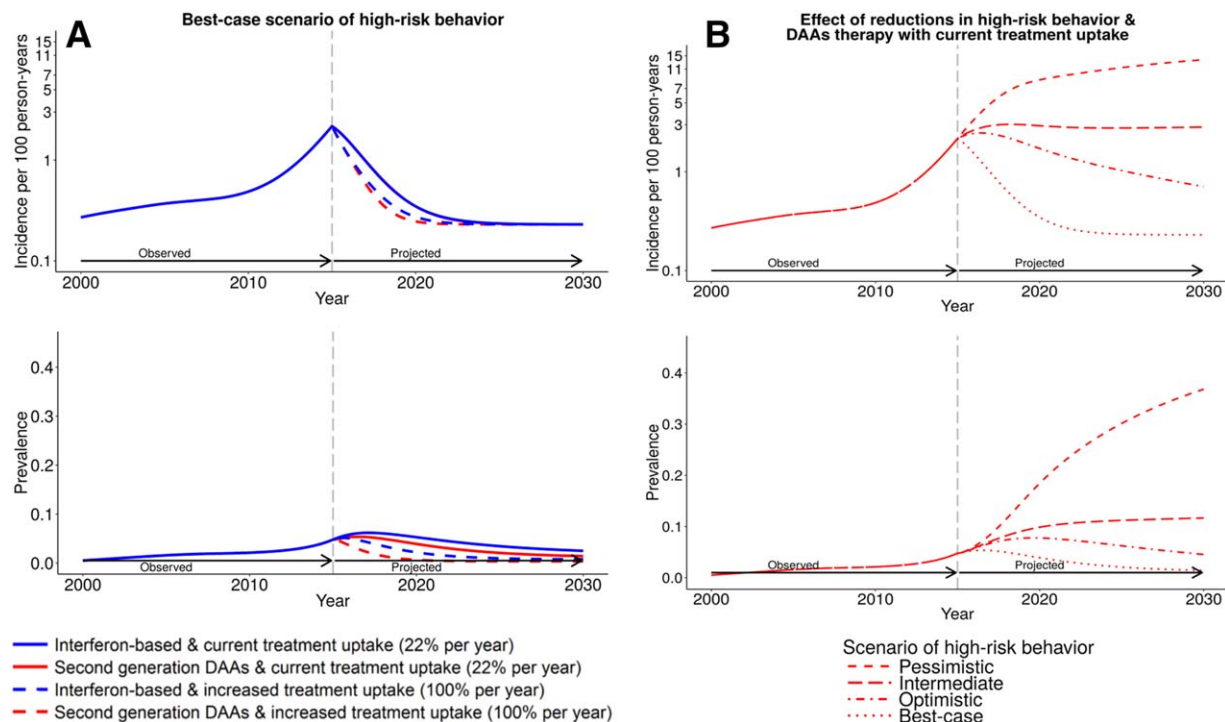 A
Best-case scenario of high-risk behavior
Incidence per 100 person-years
15
11
7
5
3
1
0.1
Observed
Projected
2000
2010
2020
2030
Year
Prevalence
0.4
0.3
0.2
0.1
0.0
Observed
Projected
2000
2010
2020
2030
Year
Interferon-based & current treatment uptake (22% per year)
Second generation DAAs & current treatment uptake (22% per year)
Interferon-based & increased treatment uptake (100% per year)
Second generation DAAs & increased treatment uptake (100% per year)
B
Effect of reductions in high-risk behavior &
DAAs therapy with current treatment uptake
Incidence per 100 person-years
15
11
7
5
3
1
0.1
Observed
Projected
2000
2010
2020
2030
Year
Prevalence
0.4
0.3
0.2
0.1
0.0
Observed
Projected
2000
2010
2020
2030
Year
Scenario of high-risk behavior
Pessimistic
Intermediate
Optimistic
Best-case